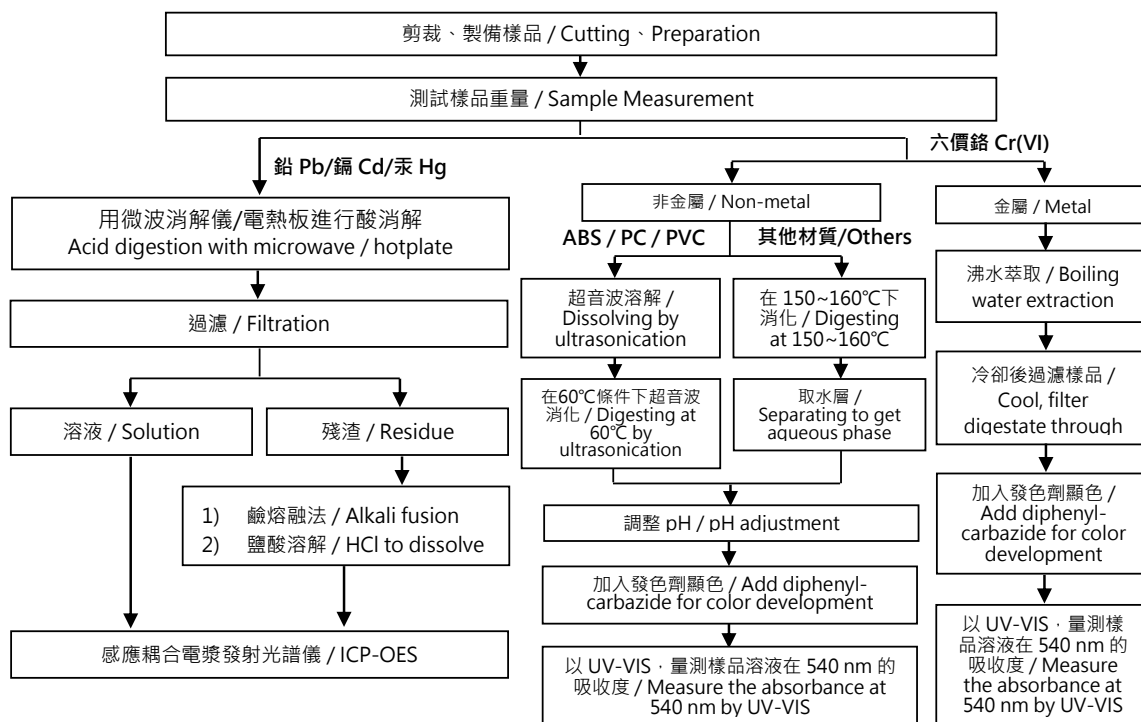 剪裁、製備樣品 / Cutting、Preparation
測試樣品重量 / Sample Measurement
鉛 Pb/鎘 Cd/汞 Hg
六價鉻 Cr(VI)
用微波消解儀/電熱板進行酸消解
Acid digestion with microwave / hotplate
過濾 / Filtration
溶液 / Solution
殘渣 / Residue
1) 鹼熔融法 / Alkali fusion
2) 鹽酸溶解 / HCl to dissolve
感應耦合電漿發射光譜儀 / ICP-OES
非金屬 / Non-metal
ABS / PC / PVC
其他材質/Others
超音波溶解 /
Dissolving by
ultrasonication
在60℃條件下超音波
消化 / Digesting at
60℃ by
ultrasonication
在 150~160℃下
消化 / Digesting
at 150~160℃
取水層 /
Separating to get
aqueous phase
調整 pH / pH adjustment
加入發色劑顯色 / Add diphenyl-
carbazide for color development
以 UV-VIS，量測樣品溶液在 540 nm 的
吸收度 / Measure the absorbance at
540 nm by UV-VIS
金屬 / Metal
沸水萃取 / Boiling
water extraction
冷卻後過濾樣品 /
Cool, filter
digestate through
加入發色劑顯色 /
Add diphenyl-
carbazide for color
development
以 UV-VIS，量測樣
品溶液在 540 nm 的
吸收度 / Measure
the absorbance at
540 nm by UV-VIS